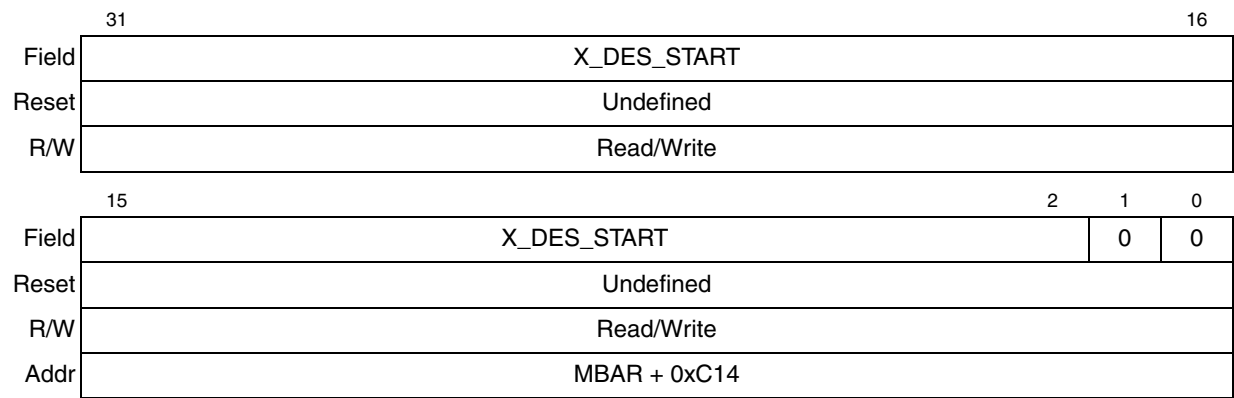 31 16
Field X_DES_START
Reset Undefined
R/W Read/Write
15 2 1 0
Field X_DES_START 0 0
Reset Undefined
R/W Read/Write
Addr MBAR + 0xC14